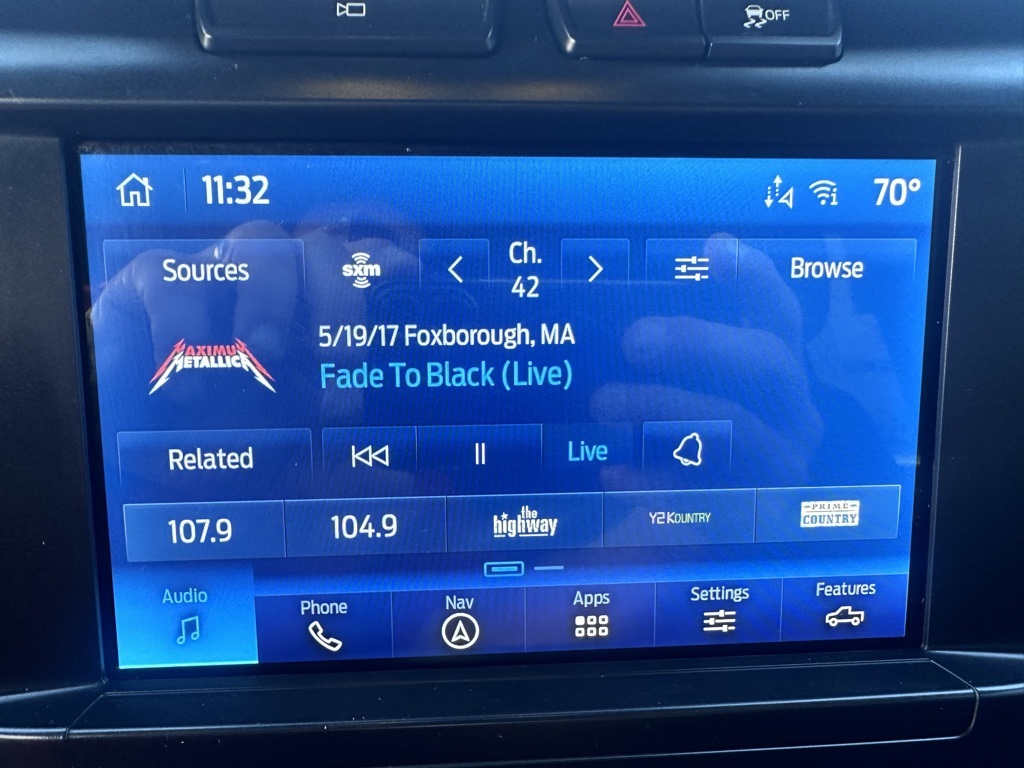 OFF
11:32
70°
Sources
sxm
Ch.
42
Browse
MAXIMUM
METALLICA
5/19/17 Foxborough, MA
Fade To Black (Live)
Related
Live
107.9
104.9
the
highway
Y2KOUNTRY
PRIME
COUNTRY
Audio
Phone
Nav
Apps
Settings
Features